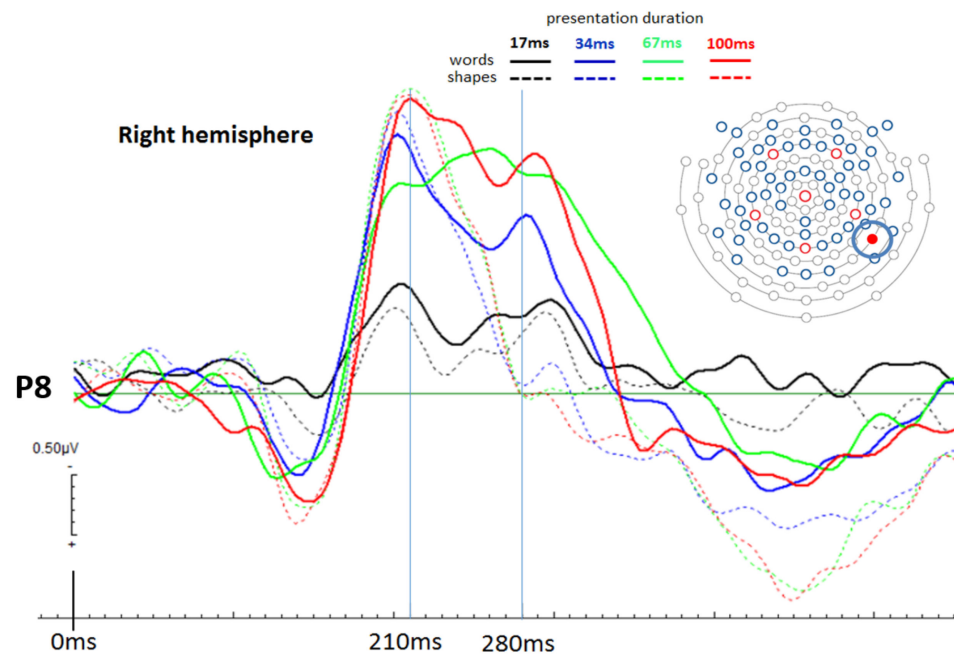 presentation duration
17ms 34ms 67ms 100ms
words
shapes
Right hemisphere
P8
0.50µV
-
+
0ms 210ms 280ms